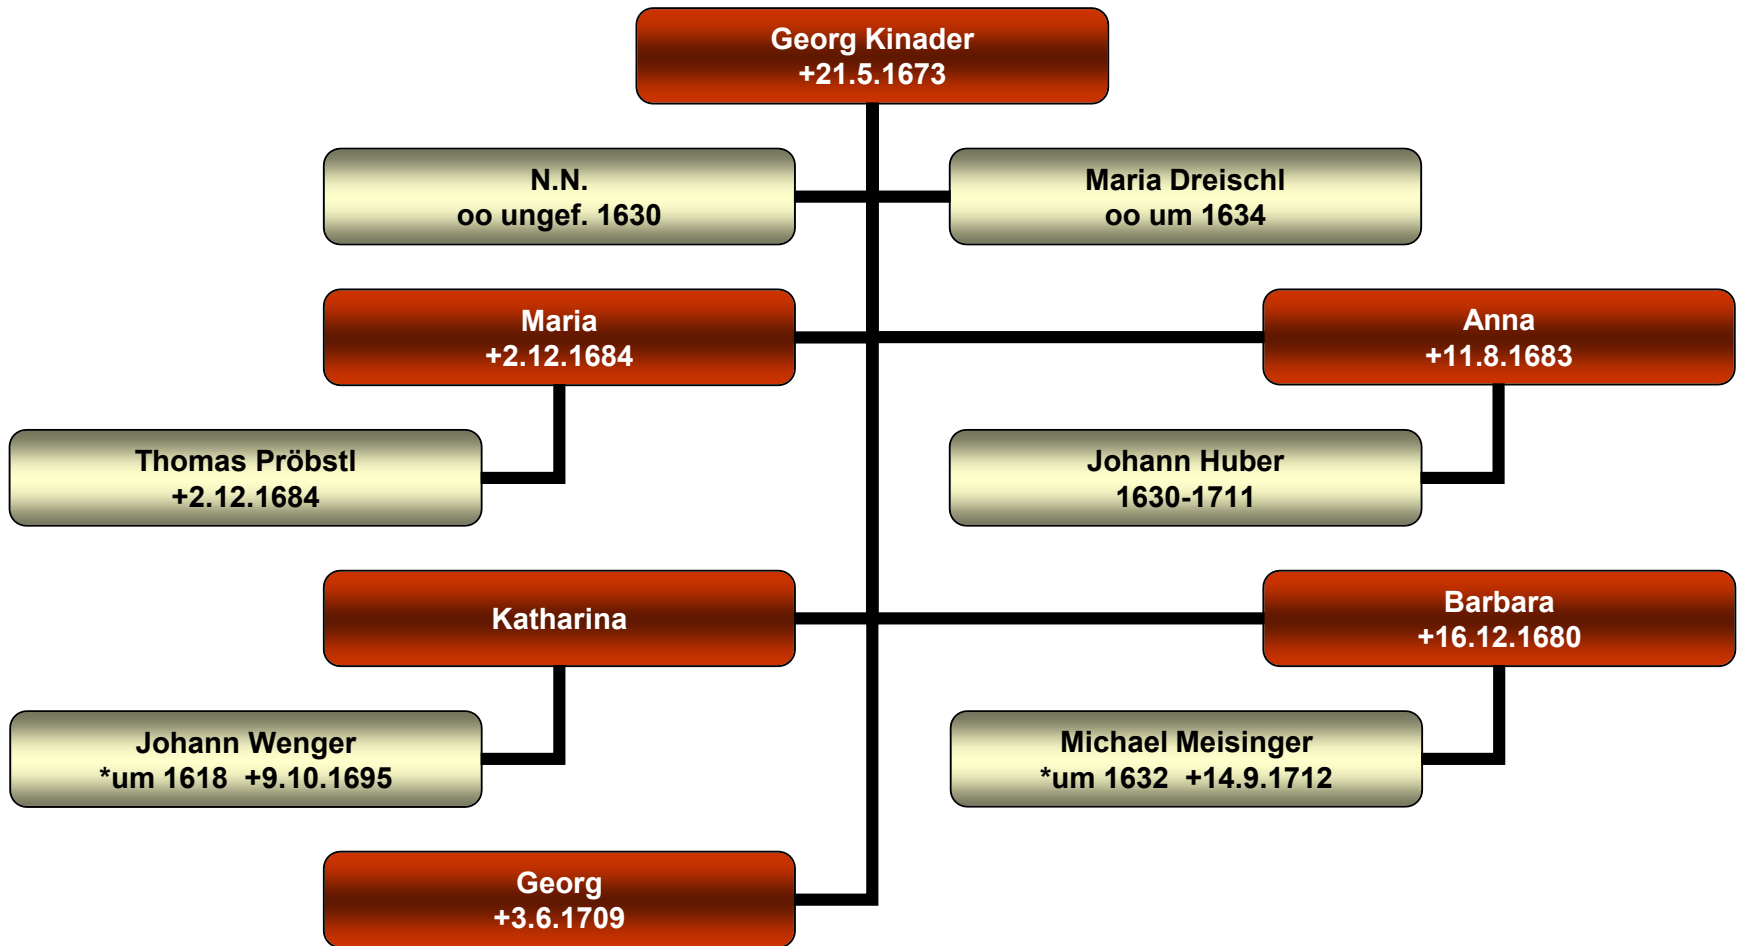 Georg Kinader
+21.5.1673
N.N.
oo ungef. 1630
Maria Dreischl
oo um 1634
Maria
+2.12.1684
Anna
+11.8.1683
Thomas Pröbstl
+2.12.1684
Johann Huber
1630-1711
Katharina
Barbara
+16.12.1680
Johann Wenger
*um 1618  +9.10.1695
Michael Meisinger
*um 1632  +14.9.1712
Georg
+3.6.1709